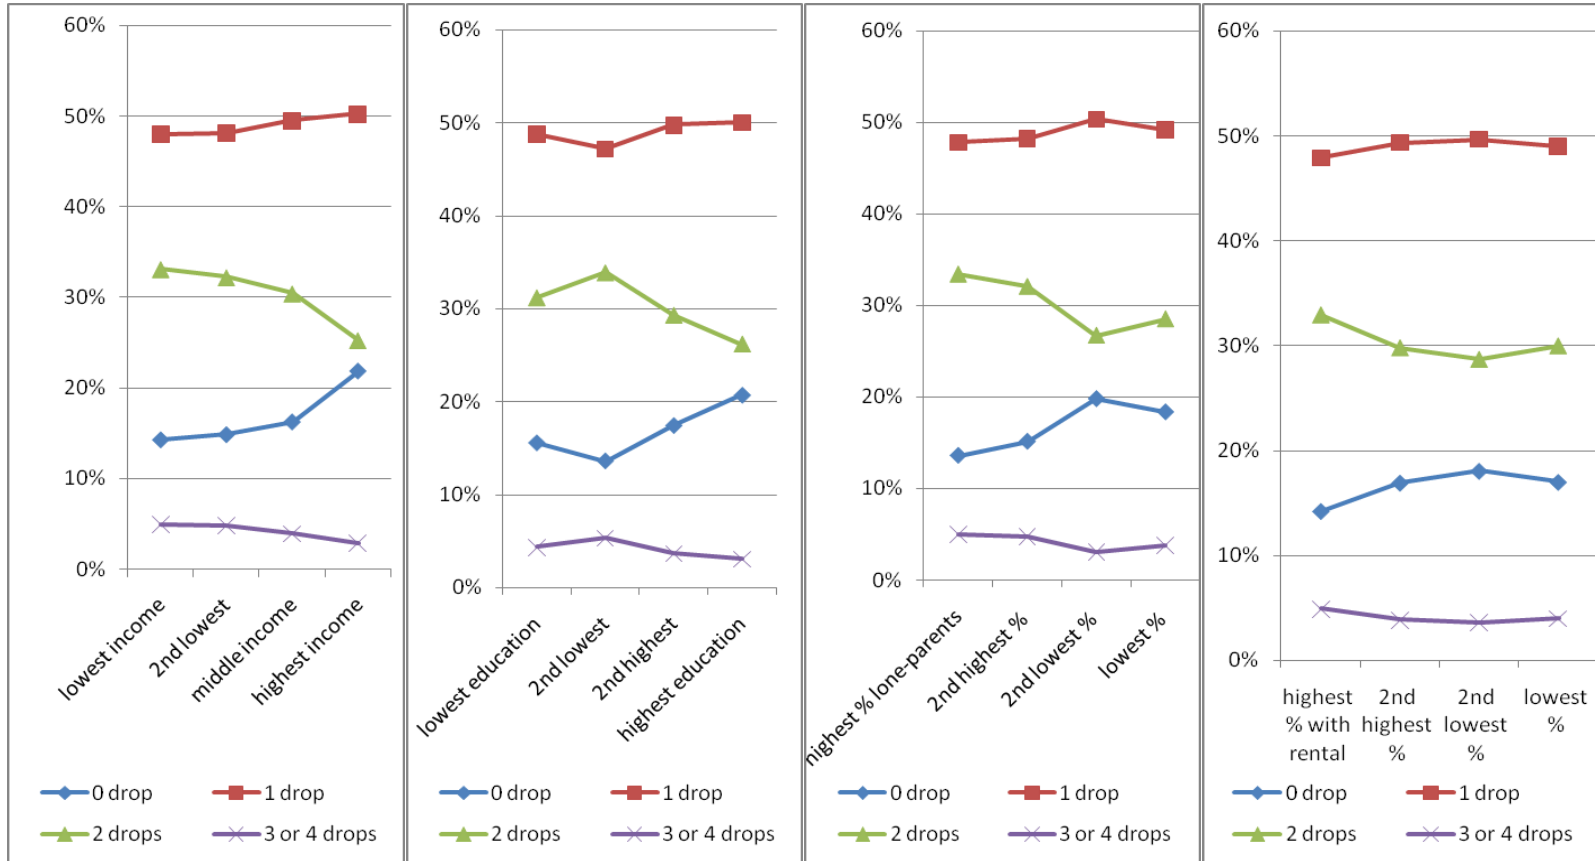 60%
50%
40%
30%
20%
10%
0%
lowest income
2nd lowest
middle income
highest income
0 drop
1 drop
2 drops
3 or 4 drops
60%
50%
40%
30%
20%
10%
0%
lowest education
2nd lowest
2nd highest
highest education
0 drop
1 drop
2 drops
3 or 4 drops
60%
50%
40%
30%
20%
10%
0%
highest % lone-parents
2nd highest %
2nd lowest %
lowest %
0 drop
1 drop
2 drops
3 or 4 drops
60%
50%
40%
30%
20%
10%
0%
highest
% with
rental
2nd
highest
%
2nd
lowest
%
lowest
%
0 drop
1 drop
2 drops
3 or 4 drops